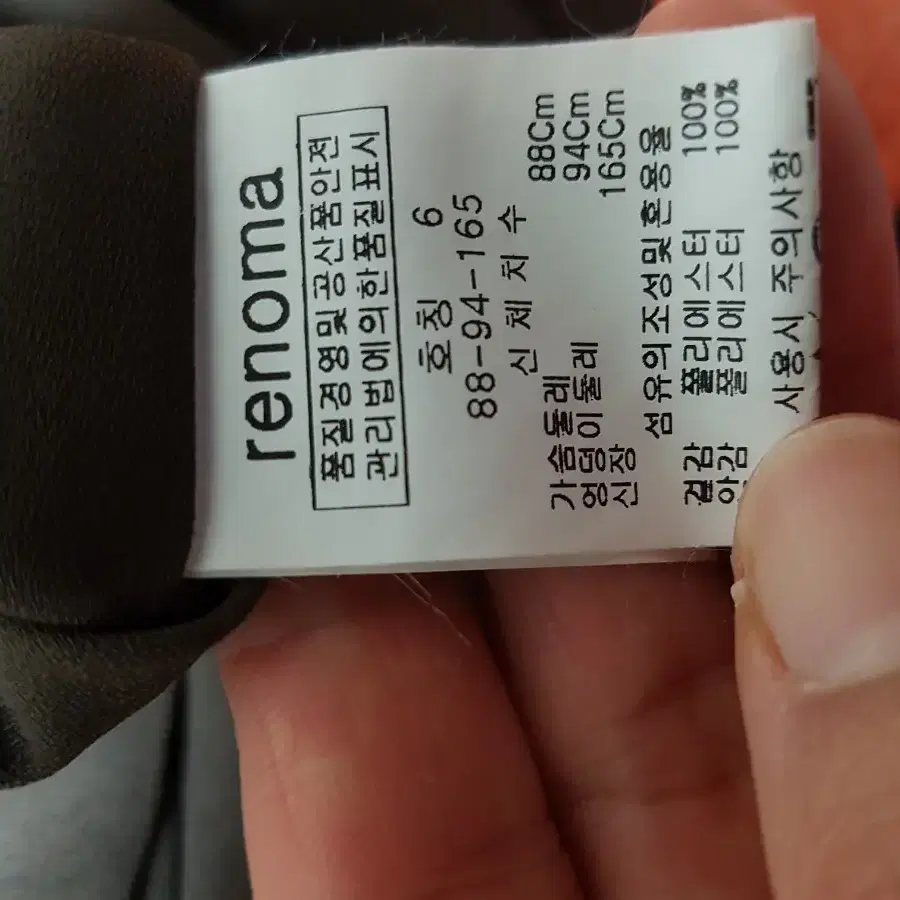 renoma
품질경영및공산품안전
관리법에의한품질표시
호칭 6
88-94-165
신 체 치 수
가슴둘레 88Cm
엉덩이둘레 94Cm
신장 165Cm
섬유의조성및혼용율
겉감 폴리에스터 100%
안감 폴리에스터 100%
사용시 주의사항